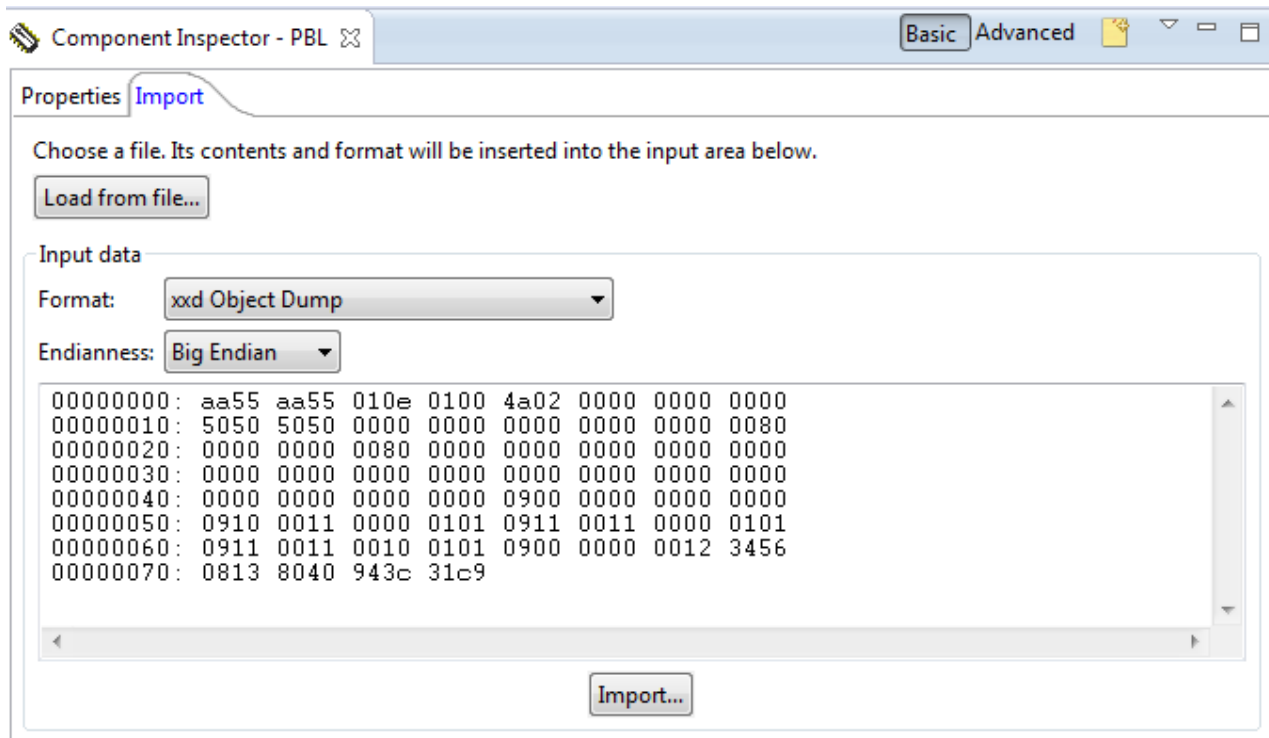 Component Inspector - PBL
Basic Advanced
Properties Import
Choose a file. Its contents and format will be inserted into the input area below.
Load from file...
Input data
Format: xxd Object Dump
Endianness: Big Endian
00000000: aa55 aa55 010e 0100 4a02 0000 0000 0000
00000010: 5050 5050 0000 0000 0000 0000 0000 0080
00000020: 0000 0000 0080 0000 0000 0000 0000 0000
00000030: 0000 0000 0000 0000 0000 0000 0000 0000
00000040: 0000 0000 0000 0000 0900 0000 0000 0000
00000050: 0910 0011 0000 0101 0911 0011 0000 0101
00000060: 0911 0011 0010 0101 0900 0000 0012 3456
00000070: 0813 8040 943c 31c9
Import...